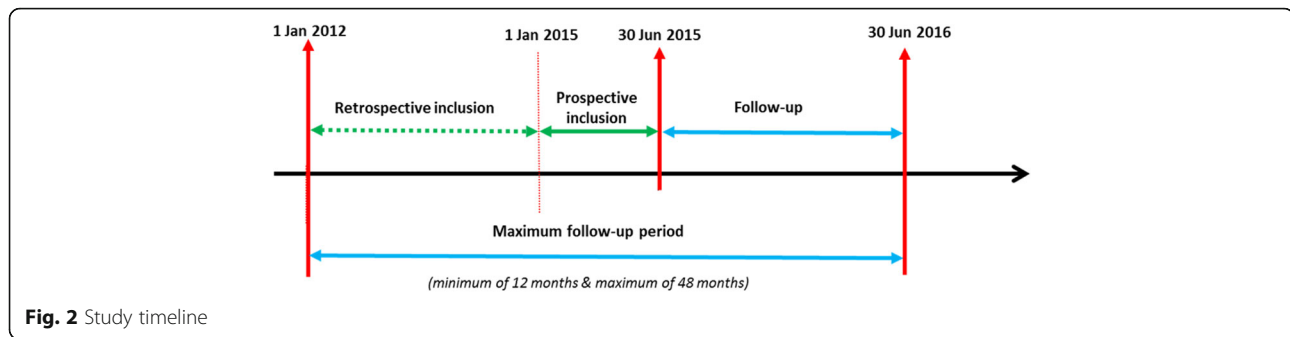 1 Jan 2012 1 Jan 2015 30 Jun 2015 30 Jun 2016
Retrospective inclusion
Prospective
inclusion
Follow-up
Maximum follow-up period
(minimum of 12 months & maximum of 48 months)
Fig. 2 Study timeline